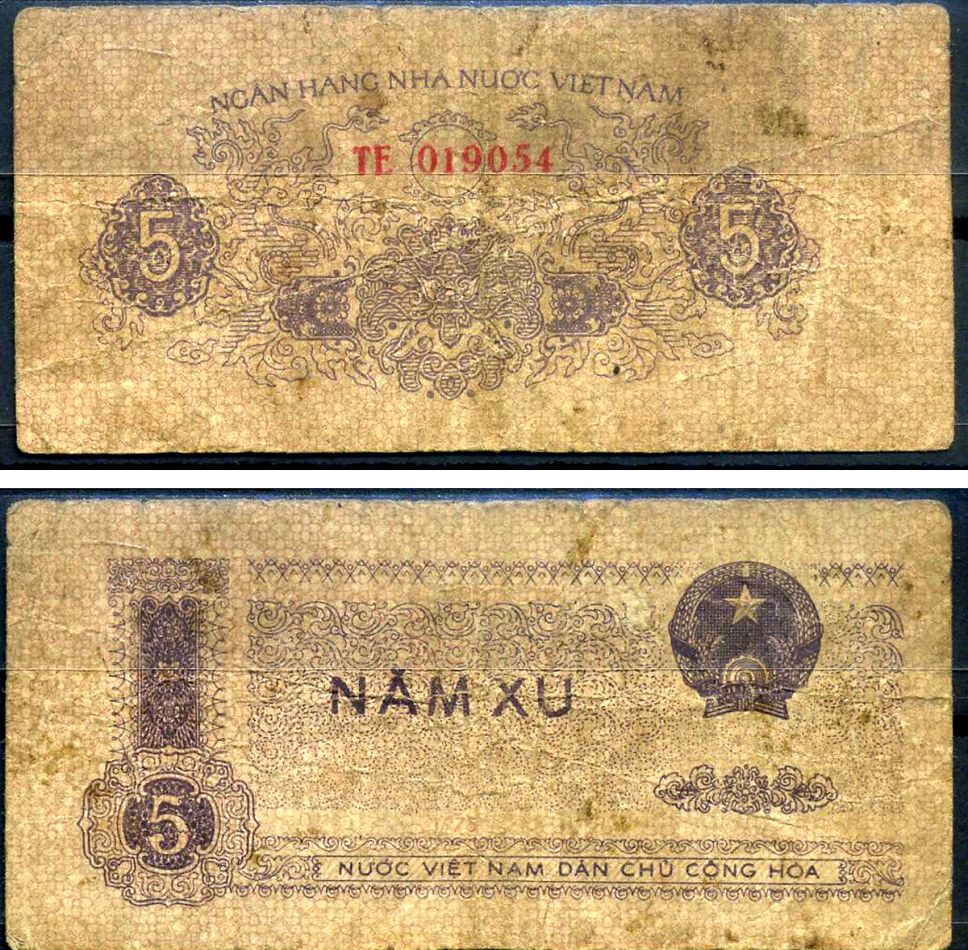 NGÂN HÀNG NHÀ NƯỚC VIỆT NAM
TE 019054
5 5
NĂM XU
5
NƯỚC VIỆT NAM DÂN CHỦ CỘNG HÒA